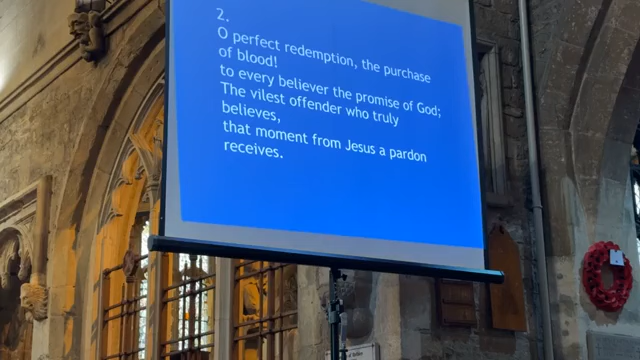 2.
O perfect redemption, the purchase
of blood!
to every believer the promise of God;
The vilest offender who truly
believes,
that moment from Jesus a pardon
receives.